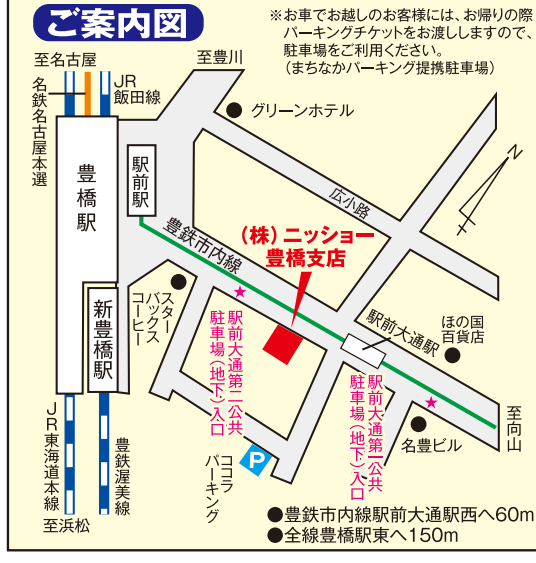 ご案内図
※お車でお越しのお客様には、お帰りの際
パーキングチケットをお渡ししますので、
駐車場をご利用ください。
（まちなかパーキング提携駐車場）
至名古屋
至豊川
名鉄名古屋本選
JR
飯田線
グリーンホテル
豊橋駅
駅前駅
広小路
N
豊鉄市内線
（株）ニッショー
豊橋支店
新豊橋駅
スター
バックス
コーヒー
駅前大通第二公共
駐車場（地下）入口
駅前大通駅
ほの国
百貨店
駅前大通第一公共
駐車場（地下）入口
至向山
名豊ビル
JR東海道本線
豊鉄渥美線
ココラ
パーキング
P
至浜松
●豊鉄市内線駅前大通駅西へ60m
●全線豊橋駅東へ150m